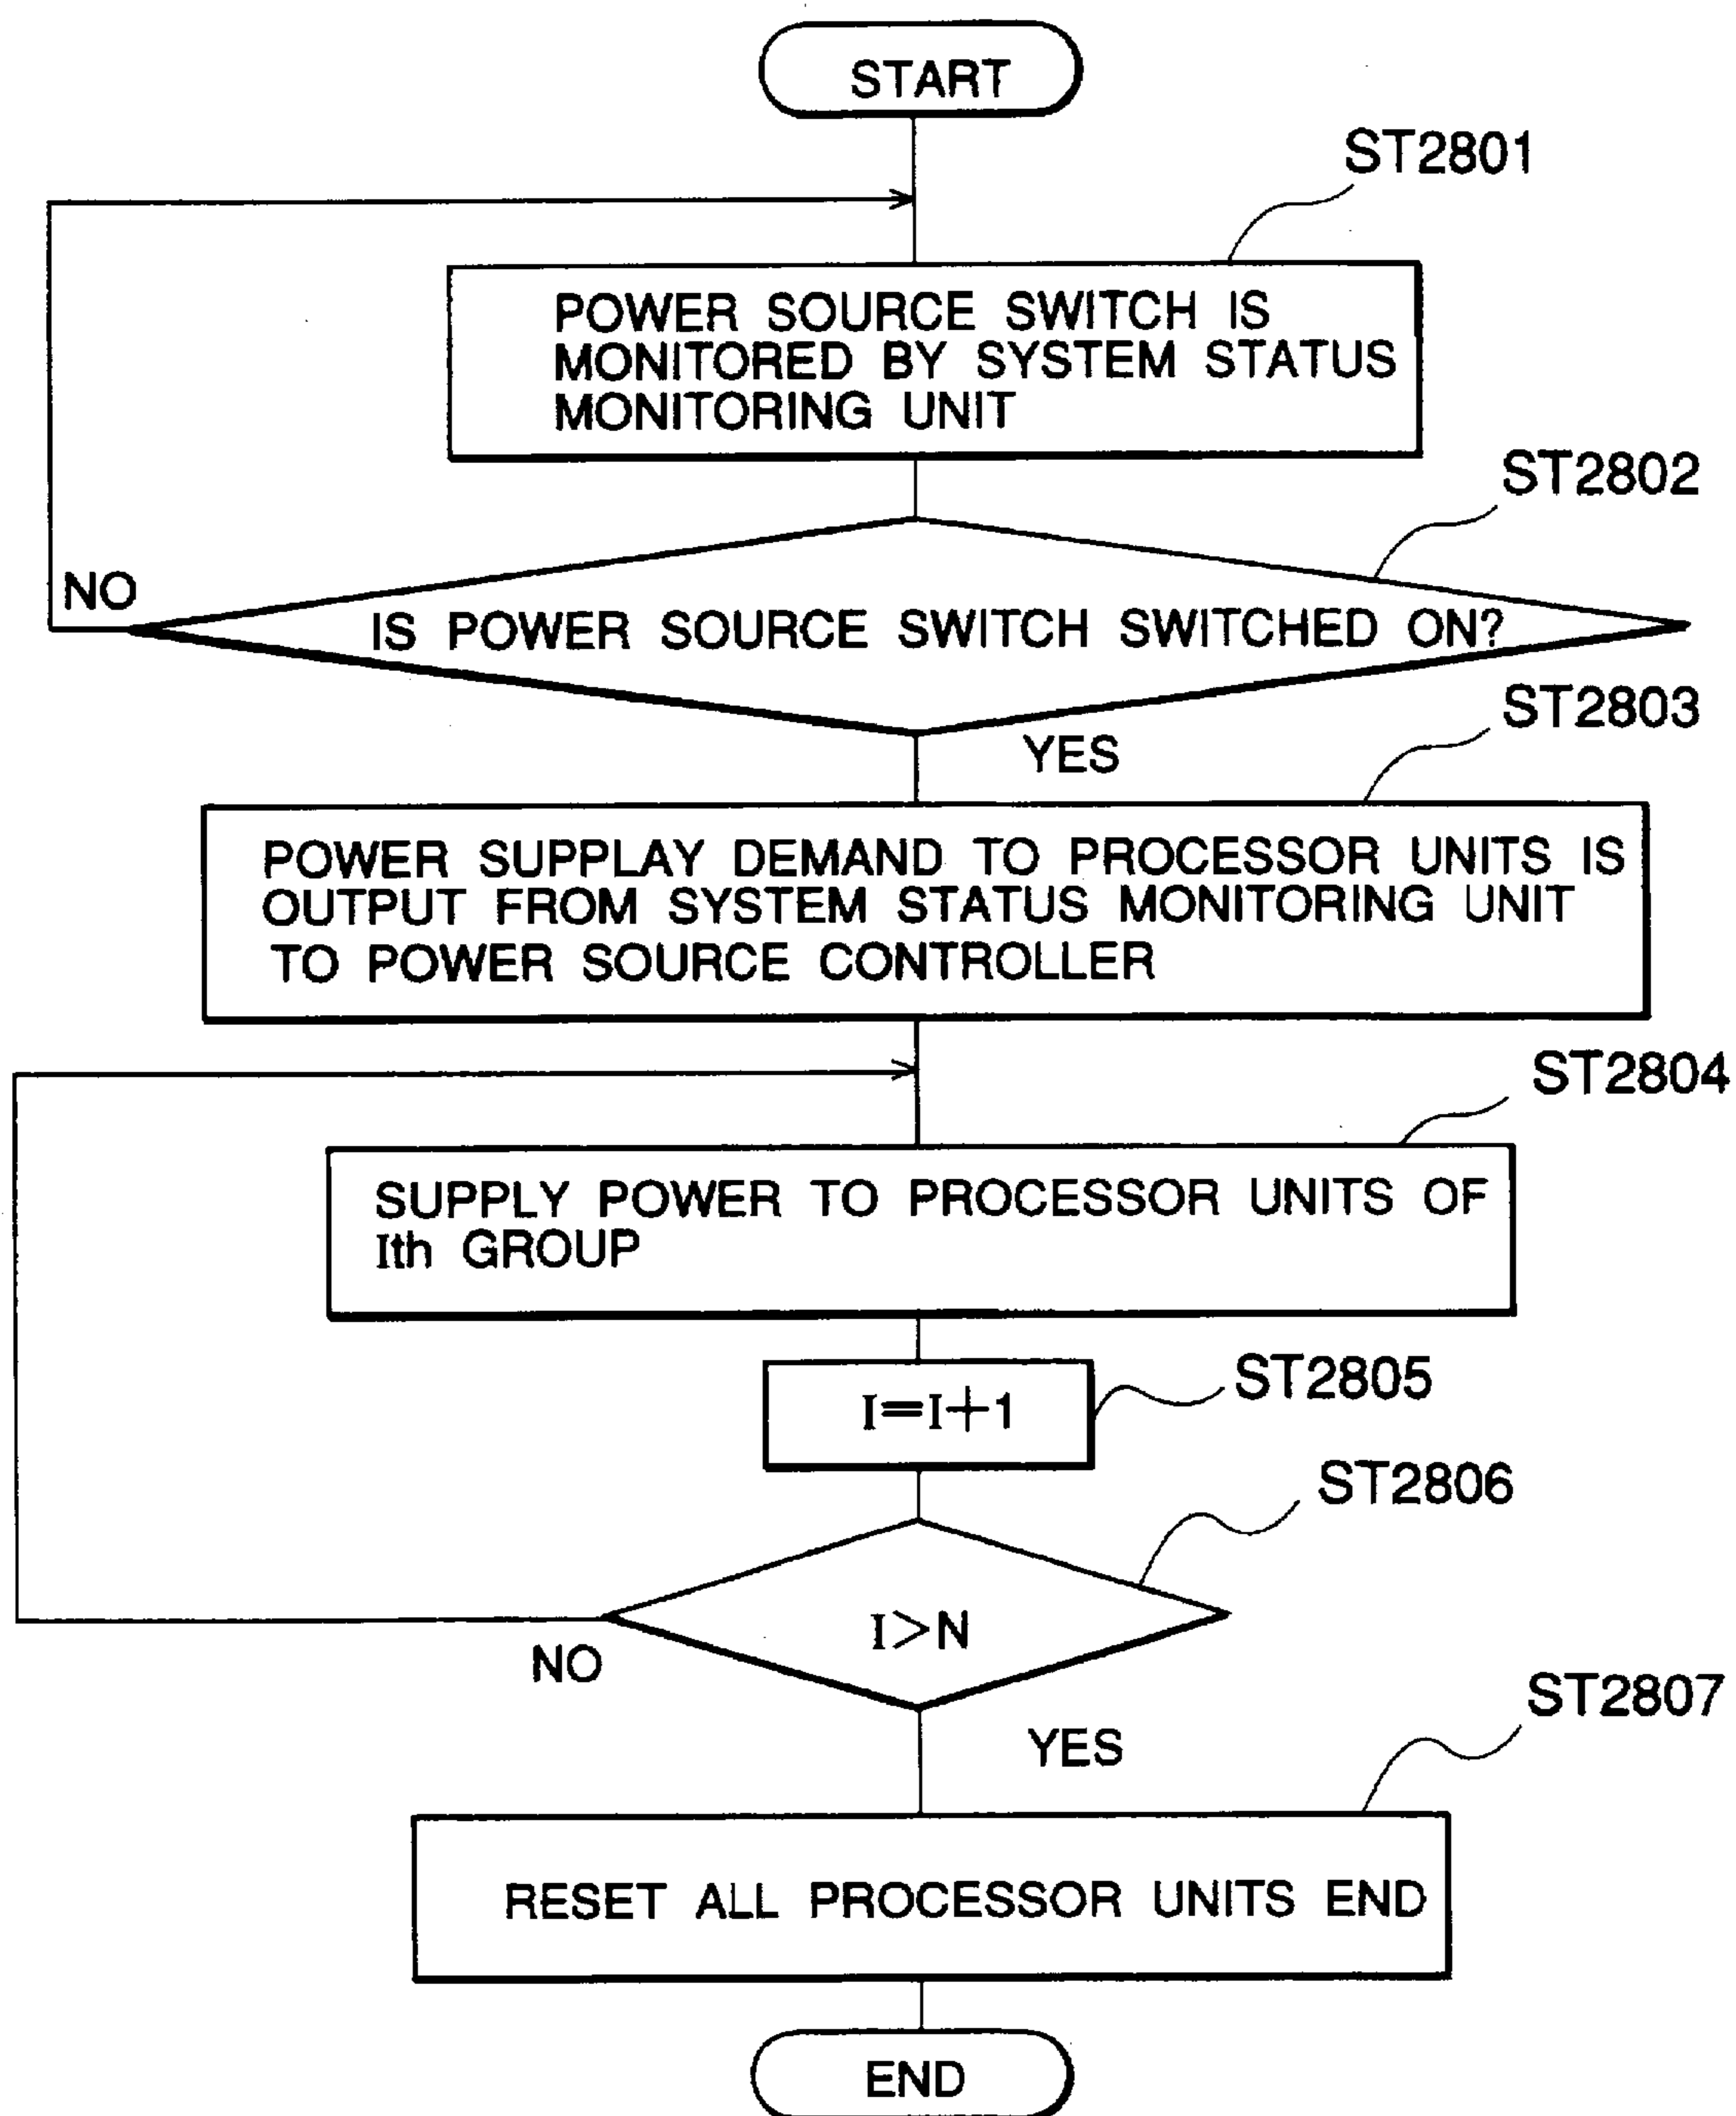 START
ST2801
POWER SOURCE SWITCH IS
MONITORED BY SYSTEM STATUS
MONITORING UNIT
ST2802
NO
IS POWER SOURCE SWITCH SWITCHED ON?
ST2803
YES
POWER SUPPLAY DEMAND TO PROCESSOR UNITS IS
OUTPUT FROM SYSTEM STATUS MONITORING UNIT
TO POWER SOURCE CONTROLLER
ST2804
SUPPLY POWER TO PROCESSOR UNITS OF
Ith GROUP
ST2805
I=I+1
ST2806
I>N
NO
ST2807
YES
RESET ALL PROCESSOR UNITS END
END